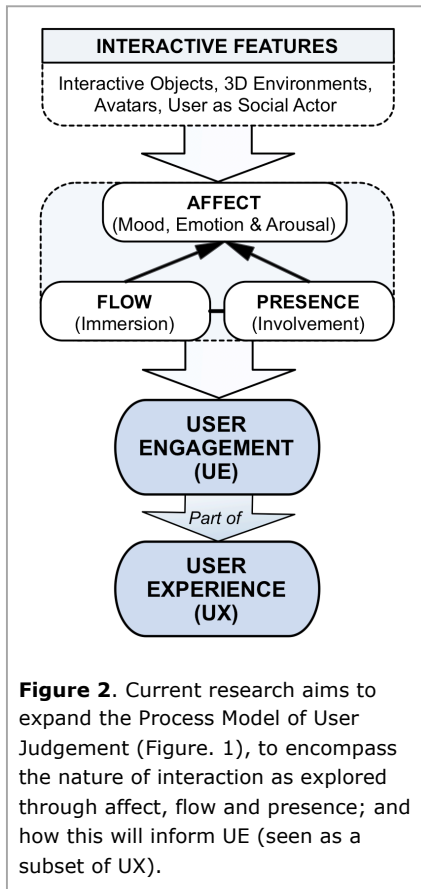 INTERACTIVE FEATURES
Interactive Objects, 3D Environments,
Avatars, User as Social Actor
AFFECT
(Mood, Emotion & Arousal)
FLOW
(Immersion)
PRESENCE
(Involvement)
USER
ENGAGEMENT
(UE)
Part of
USER
EXPERIENCE
(UX)
Figure 2. Current research aims to
expand the Process Model of User
Judgement (Figure. 1), to encompass
the nature of interaction as explored
through affect, flow and presence; and
how this will inform UE (seen as a
subset of UX).